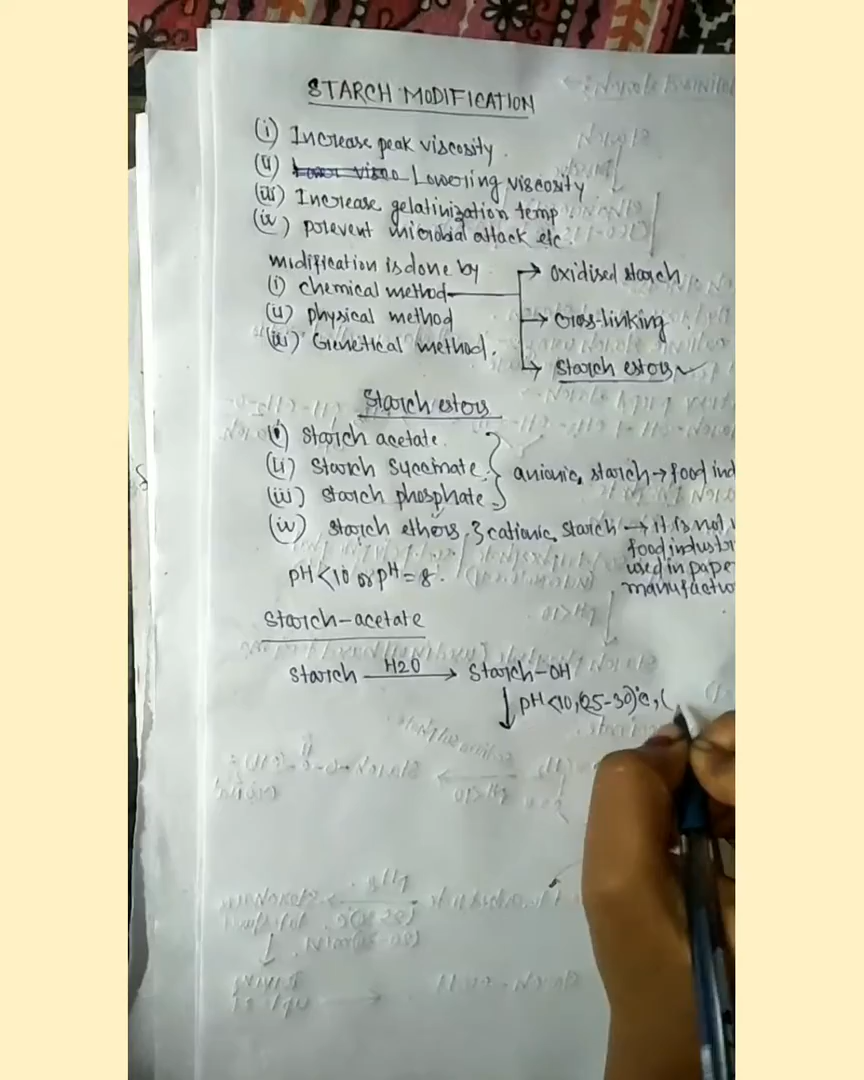 STARCH MODIFICATION
(i) Increase peak viscosity.
(ii) Lowering viscosity
(iii) Increase gelatinization temp
(iv) prevent microbial attack etc.
midification is done by
(i) chemical method → oxidised starch
(ii) physical method → Cross-linking
(iii) Genetical method. → Starch esters
Starch esters
(i) Starch acetate.
(ii) Starch Succinate. } anionic, starch → food ind
(iii) starch phosphate
(iv) starch ethers. } cationic, starch → it is not
food industr
used in pape
manufactio
pH<10 or pH=8.
Starch-acetate
Starch H2O → Starch-OH
↓ pH<10, (25-30)°C, (